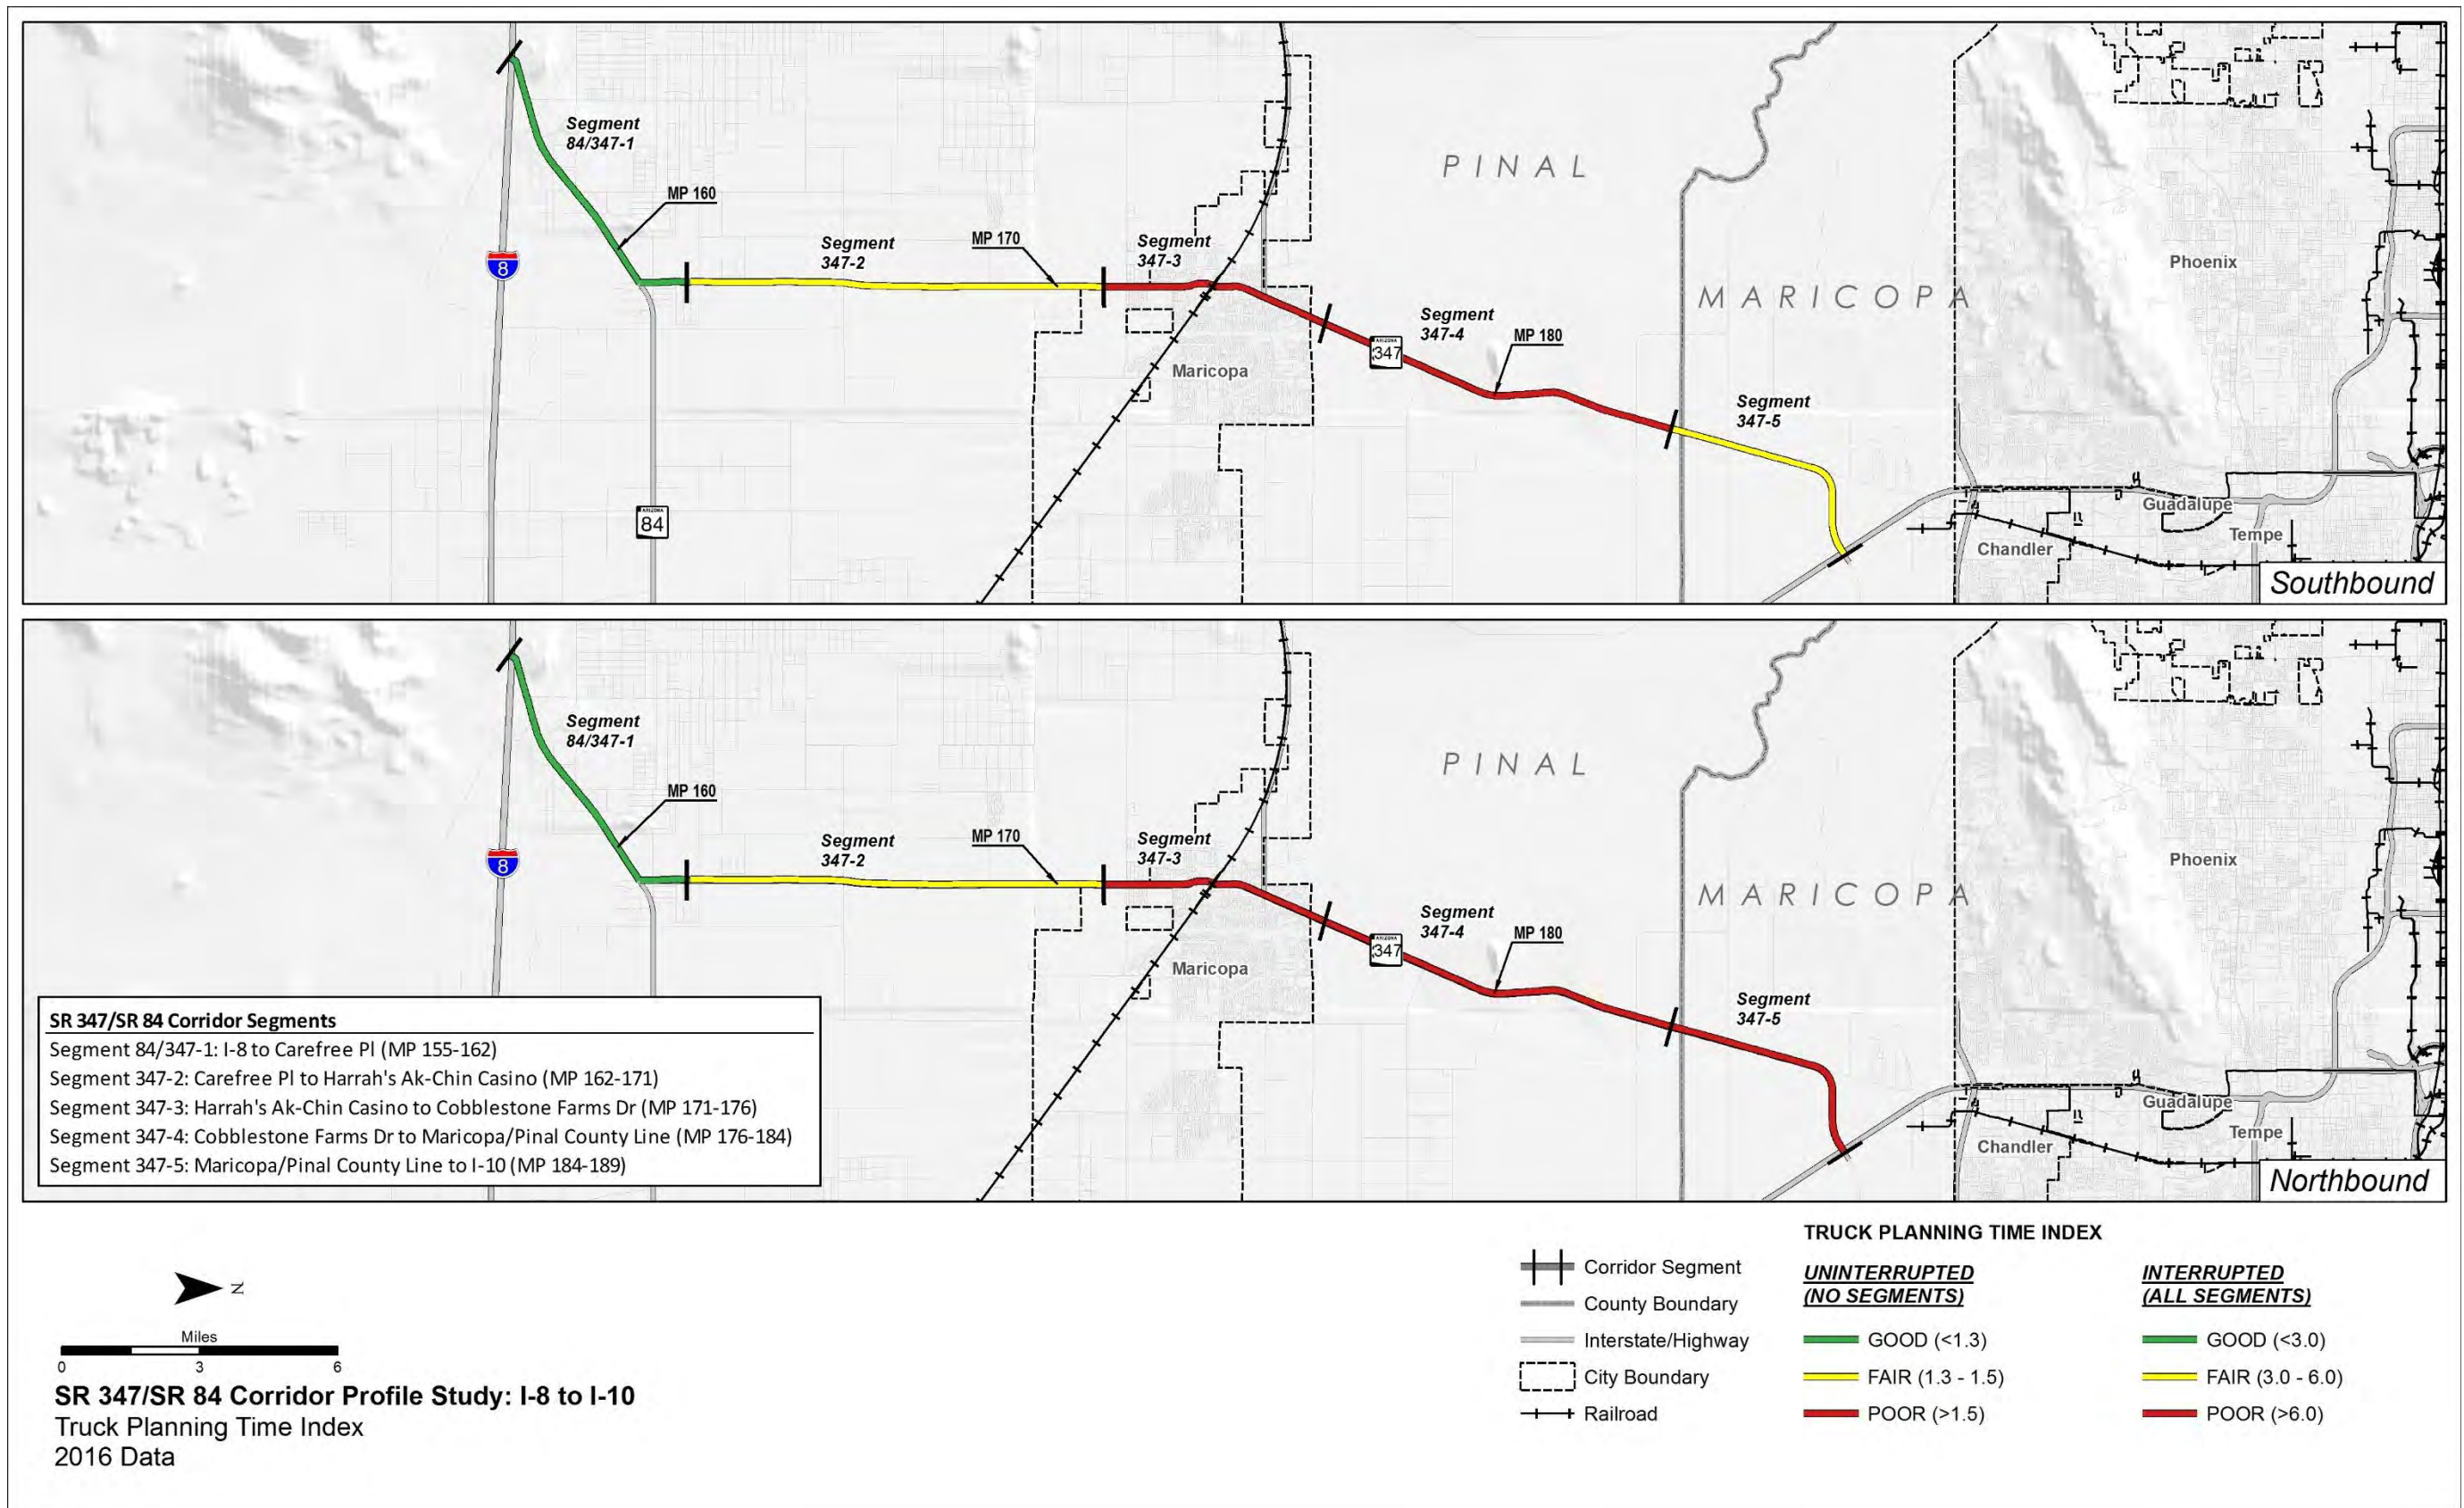 Segment
84/347-1
MP 160
Segment
347-2
MP 170
Segment
347-3
PINAL
MARICOPA
Segment
347-4
MP 180
ARIZONA
347
Segment
347-5
Maricopa
8
ARIZONA
84
Phoenix
Guadalupe
Tempe
Chandler
Southbound
Segment
84/347-1
MP 160
Segment
347-2
MP 170
Segment
347-3
PINAL
MARICOPA
Segment
347-4
MP 180
ARIZONA
347
Segment
347-5
Maricopa
8
Phoenix
Guadalupe
Tempe
Chandler
Northbound
SR 347/SR 84 Corridor Segments
Segment 84/347-1: I-8 to Carefree Pl (MP 155-162)
Segment 347-2: Carefree Pl to Harrah's Ak-Chin Casino (MP 162-171)
Segment 347-3: Harrah's Ak-Chin Casino to Cobblestone Farms Dr (MP 171-176)
Segment 347-4: Cobblestone Farms Dr to Maricopa/Pinal County Line (MP 176-184)
Segment 347-5: Maricopa/Pinal County Line to I-10 (MP 184-189)
N
Miles
0 3 6
SR 347/SR 84 Corridor Profile Study: I-8 to I-10
Truck Planning Time Index
2016 Data
Corridor Segment
County Boundary
Interstate/Highway
City Boundary
Railroad
TRUCK PLANNING TIME INDEX
UNINTERRUPTED
(NO SEGMENTS)
GOOD (<1.3)
FAIR (1.3 - 1.5)
POOR (>1.5)
INTERRUPTED
(ALL SEGMENTS)
GOOD (<3.0)
FAIR (3.0 - 6.0)
POOR (>6.0)